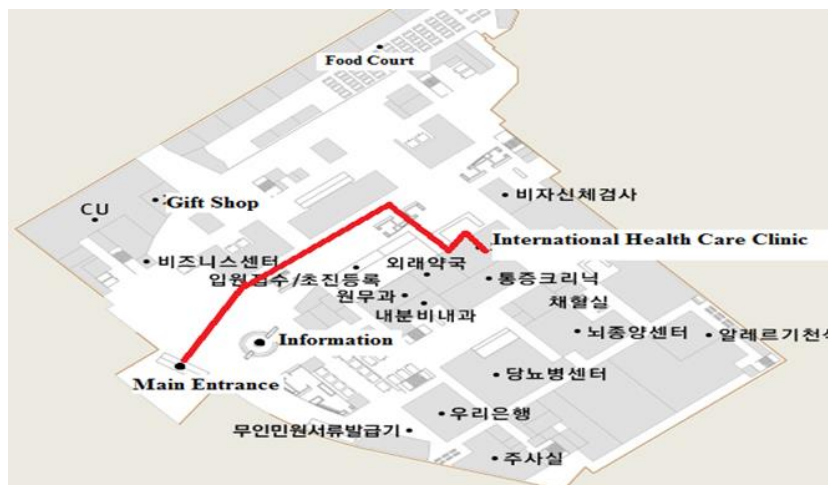 Food Court
비자신체검사
Gift Shop
CU
International Health Care Clinic
비즈니스센터
외래약국
입원접수/초진등록
통증크리닉
원무과
채혈실
내분비내과
뇌종양센터
알레르기천식
Information
당뇨병센터
Main Entrance
우리은행
무인민원서류발급기
주사실